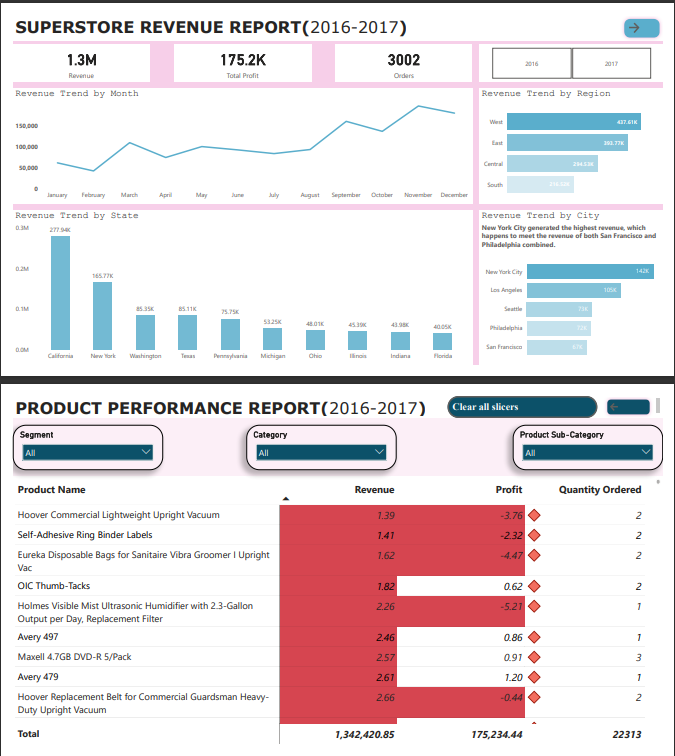 SUPERSTORE REVENUE REPORT(2016-2017)
1.3M
Revenue
175.2K
Total Profit
3002
Orders
2016
2017
Revenue Trend by Month
150,000
100,000
50,000
0
January February March April May June July August September October November December
Revenue Trend by Region
West 437.61K
East 393.77K
Central
South
Revenue Trend by State
0.3M
0.2M
0.1M
0.0M
277.94K
165.77K
85.35K
85.11K
75.75K
53.25K
48.01K
45.39K
43.98K
40.05K
California New York Washington Texas Pennsylvania Michigan Ohio Illinois Indiana Florida
Revenue Trend by City
New York City generated the highest revenue, which
happens to meet the revenue of both San Francisco and
Philadelphia combined.
New York City 142K
Los Angeles 105K
Seattle
Philadelphia
San Francisco
PRODUCT PERFORMANCE REPORT(2016-2017)
Clear all slicers
Segment
All
Category
All
Product Sub-Category
All
Product Name Revenue Profit Quantity Ordered
Hoover Commercial Lightweight Upright Vacuum 1.39 -3.76 2
Self-Adhesive Ring Binder Labels 1.41 -2.32 2
Eureka Disposable Bags for Sanitaire Vibra Groomer I Upright 1.62 -4.47 2
Vac
OIC Thumb-Tacks 1.82 0.62 2
Holmes Visible Mist Ultrasonic Humidifier with 2.3-Gallon 2.26 -5.21 1
Output per Day, Replacement Filter
Avery 497 2.46 0.86 1
Maxell 4.7GB DVD-R 5/Pack 2.57 0.91 3
Avery 479 2.61 1.20 1
Hoover Replacement Belt for Commercial Guardsman Heavy- 2.66 -0.44 2
Duty Upright Vacuum
Total 1,342,420.85 175,234.44 22313